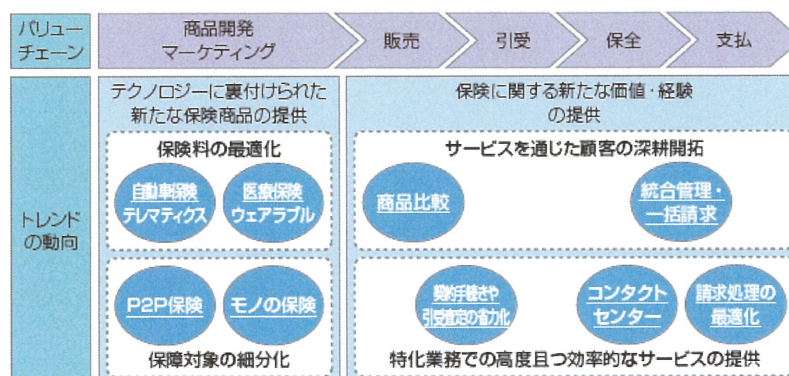 バリュー
チェーン
商品開発
マーケティング
販売
引受
保全
支払
トレンド
の動向
テクノロジーに裏付けられた
新たな保険商品の提供
保険料の最適化
自動車保険
テレマティクス
医療保険
ウェアラブル
P2P保険
モノの保険
保障対象の細分化
保険に関する新たな価値・経験
の提供
サービスを通じた顧客の深耕開拓
商品比較
統合管理・
一括請求
契約手続きや
引受査定の省力化
コンタクト
センター
請求処理の
最適化
特化業務での高度且つ効率的なサービスの提供